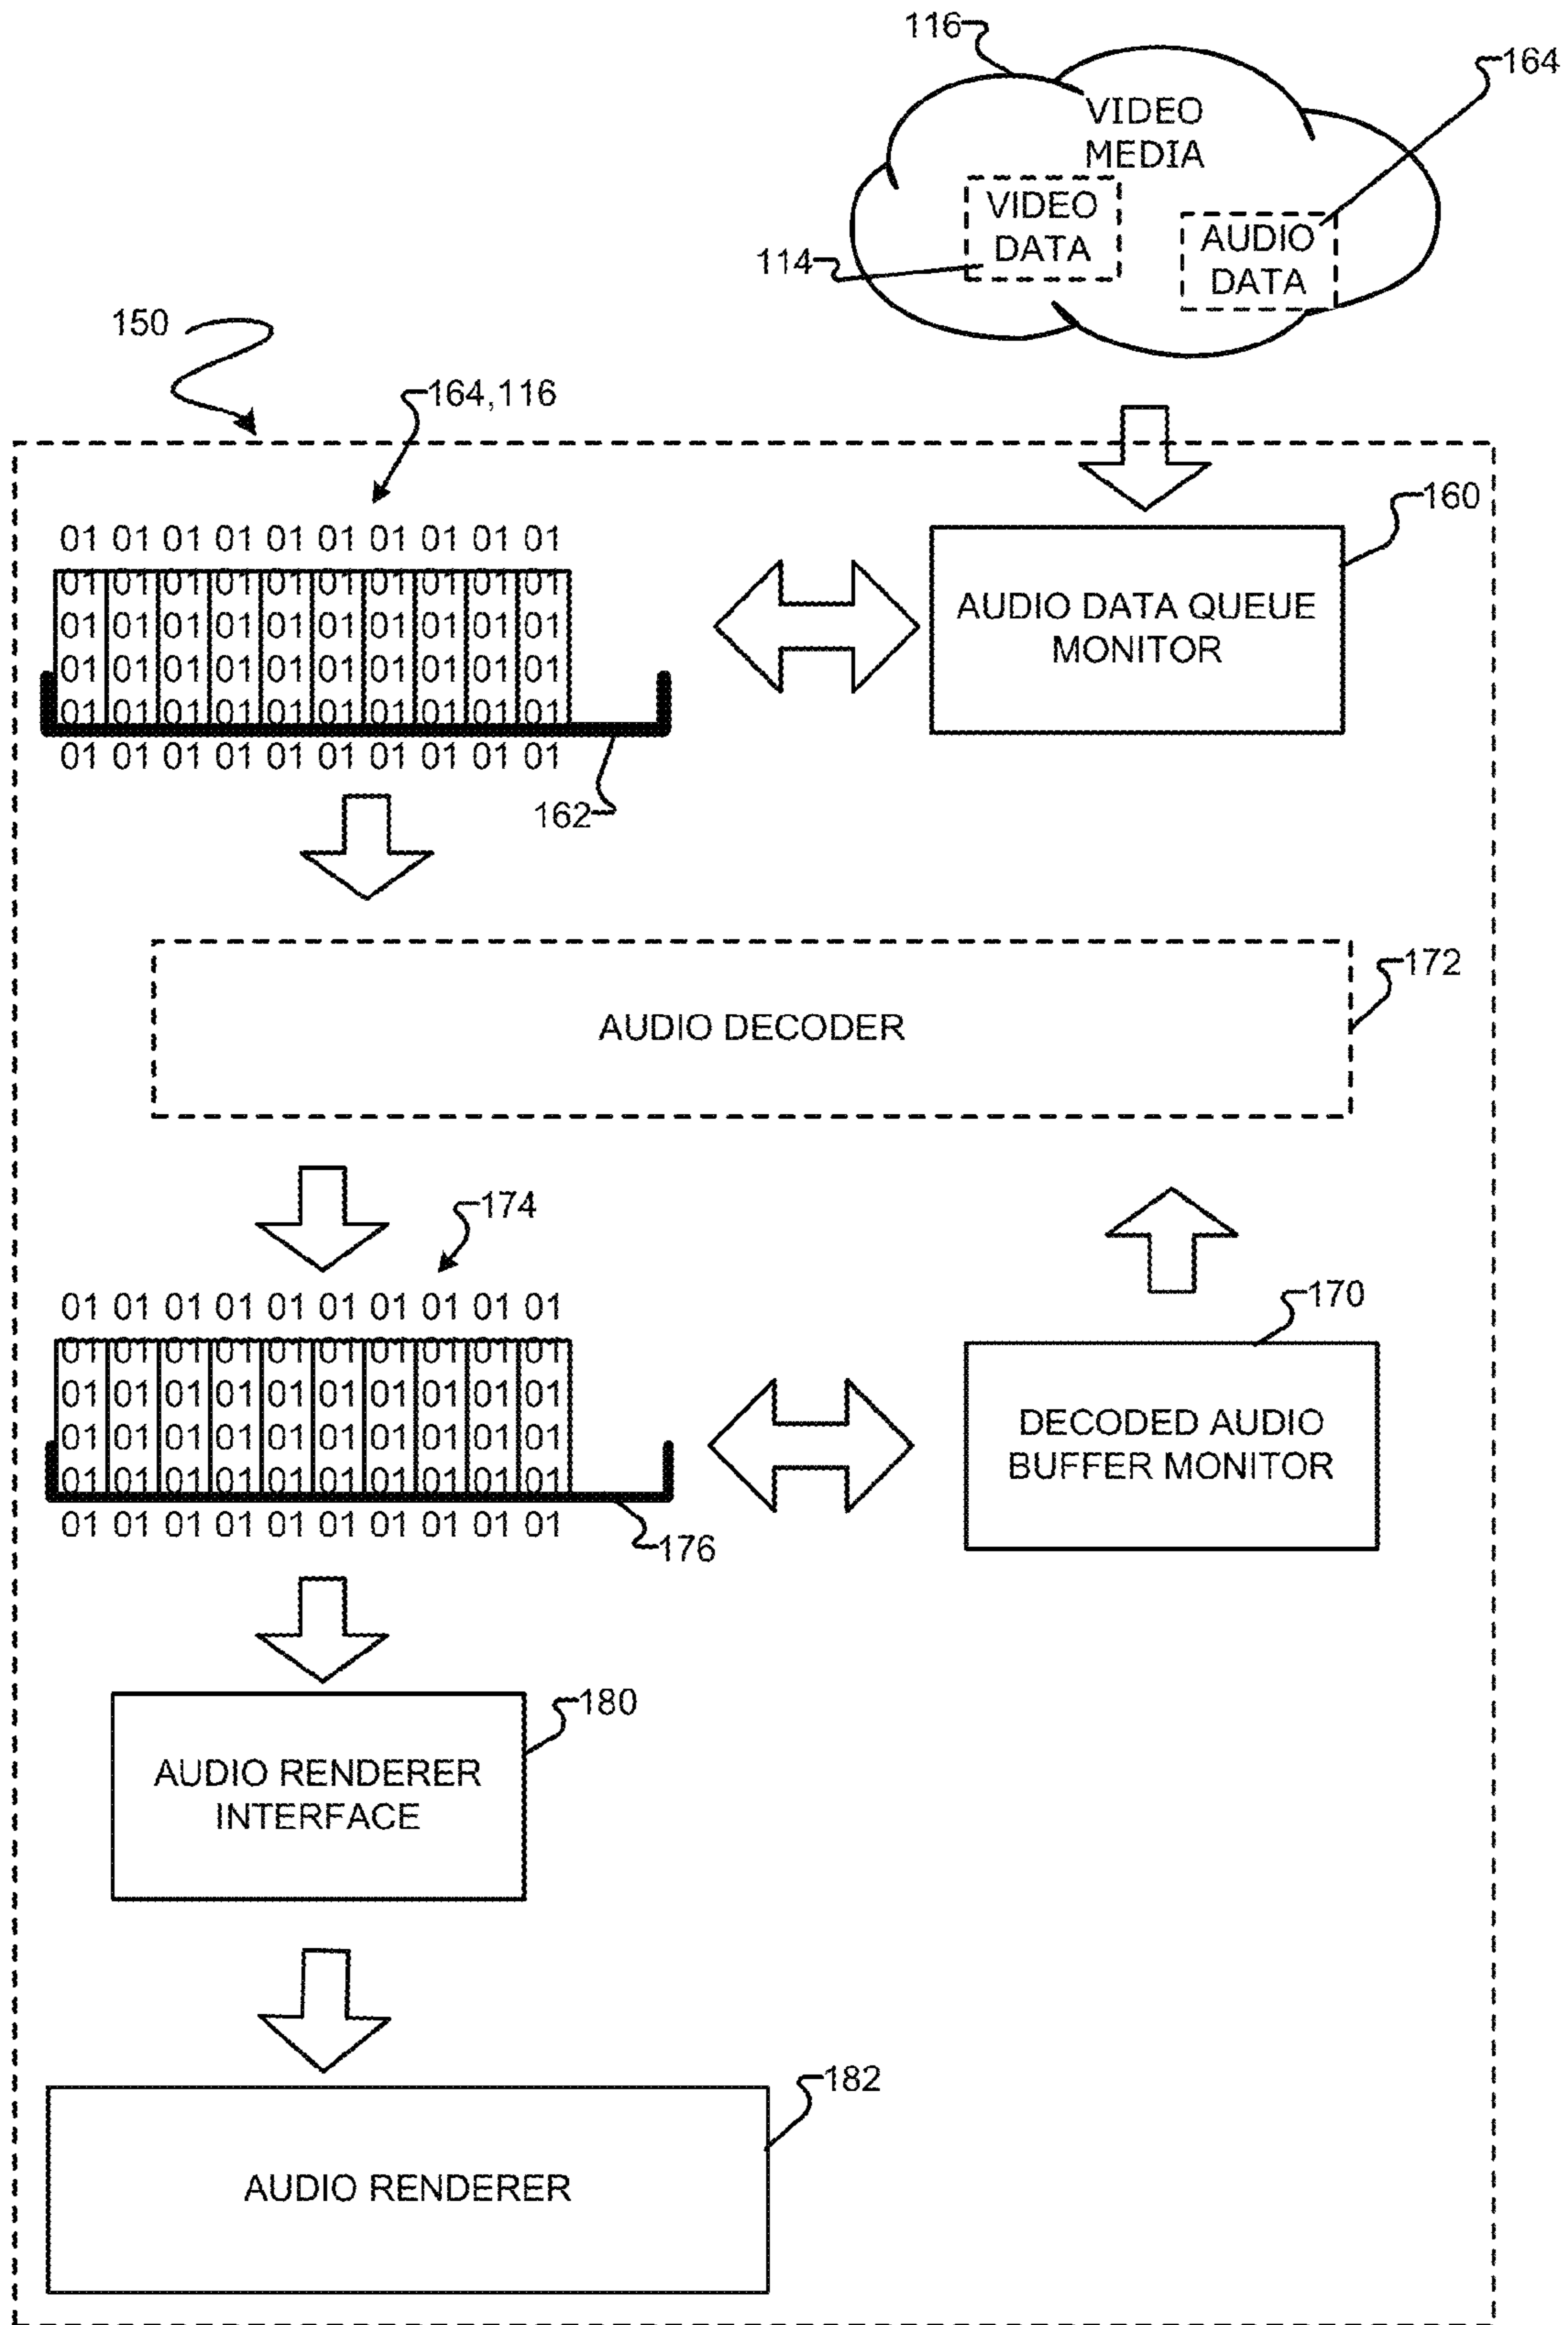 116
164
VIDEO
MEDIA
VIDEO
DATA
AUDIO
DATA
114
150
164,116
160
01 01 01 01 01 01 01 01 01 01
01 01 01 01 01 01 01 01 01 01
01 01 01 01 01 01 01 01 01 01
01 01 01 01 01 01 01 01 01 01
01 01 01 01 01 01 01 01 01 01
01 01 01 01 01 01 01 01 01 01
AUDIO DATA QUEUE
MONITOR
162
172
AUDIO DECODER
174
170
01 01 01 01 01 01 01 01 01 01
01 01 01 01 01 01 01 01 01 01
01 01 01 01 01 01 01 01 01 01
01 01 01 01 01 01 01 01 01 01
01 01 01 01 01 01 01 01 01 01
01 01 01 01 01 01 01 01 01 01
DECODED AUDIO
BUFFER MONITOR
176
180
AUDIO RENDERER
INTERFACE
182
AUDIO RENDERER